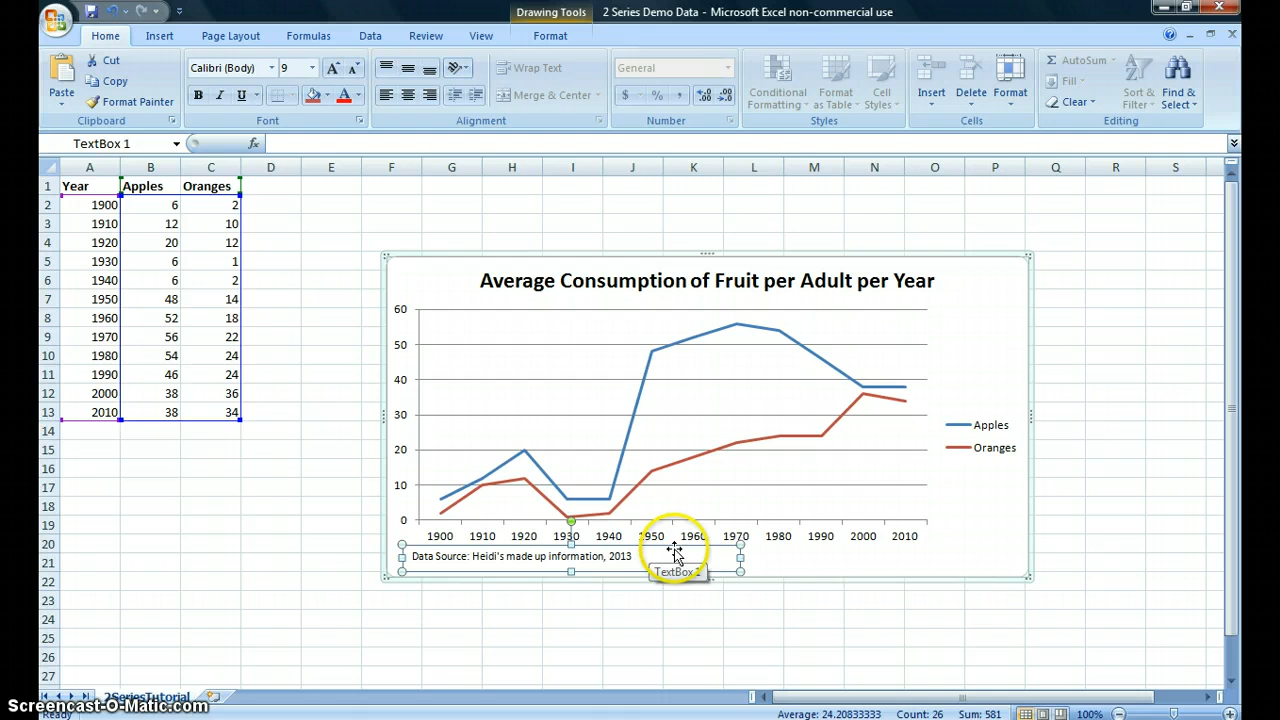 Drawing Tools
2 Series Demo Data - Microsoft Excel non-commercial use
Home Insert Page Layout Formulas Data Review View Format
Paste
Cut
Copy
Format Painter
Clipboard
Calibri (Body) 9
B I U
Font
Wrap Text
Merge & Center
Alignment
General
$ % ,
Number
Conditional Formatting
Format as Table
Cell Styles
Styles
Insert
Delete
Format
Cells
AutoSum
Fill
Clear
Sort & Filter
Find & Select
Editing
TextBox 1
fx
A B C D E F G H I J K L M N O P Q R S
1 Year Apples Oranges
2 1900 6 2
3 1910 12 10
4 1920 20 12
5 1930 6 1
6 1940 6 2
7 1950 48 14
8 1960 52 18
9 1970 56 22
10 1980 54 24
11 1990 46 24
12 2000 38 36
13 2010 38 34
14
15
16
17
18
19
20
21
22
23
24
25
26
27
Average Consumption of Fruit per Adult per Year
60
50
40
30
20
10
0
1900 1910 1920 1930 1940 1950 1960 1970 1980 1990 2000 2010
Apples
Oranges
Data Source: Heidi's made up information, 2013
TextBox 1
2SeriesTutorial
Screencast-O-Matic.com
Ready
Average: 24.20833333 Count: 26 Sum: 581
100%